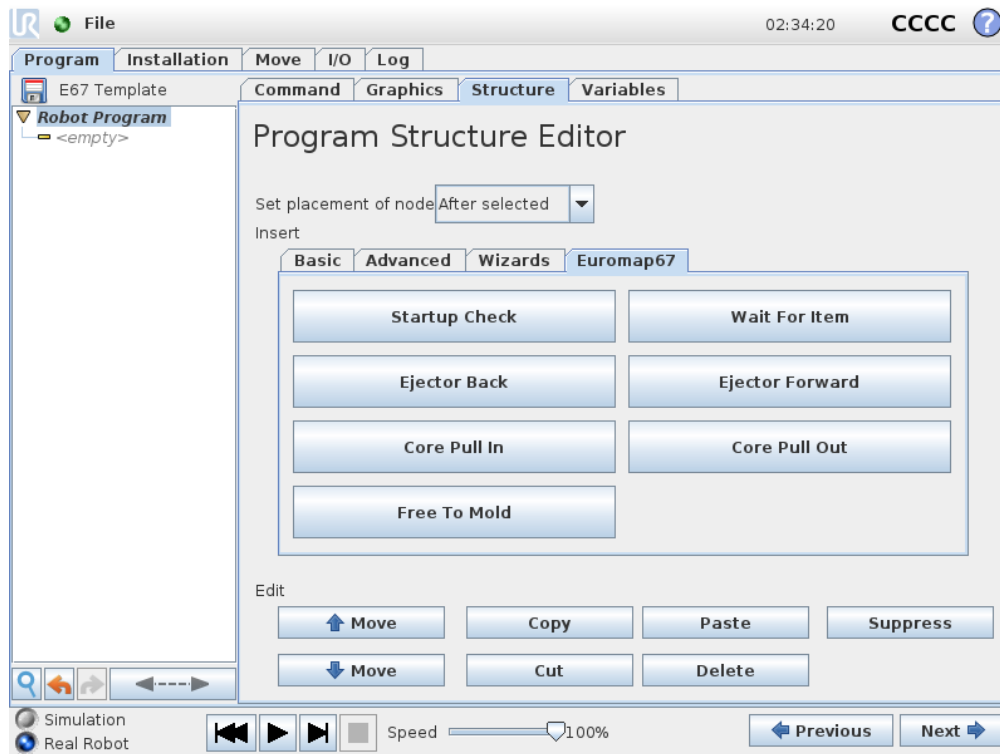 UR File 02:34:20 CCCC ?
Program Installation Move I/O Log
E67 Template
Command Graphics Structure Variables
Robot Program
<empty>
Program Structure Editor
Set placement of node After selected
Insert
Basic Advanced Wizards Euromap67
Startup Check Wait For Item
Ejector Back Ejector Forward
Core Pull In Core Pull Out
Free To Mold
Edit
Move Copy Paste Suppress
Move Cut Delete
Simulation
Real Robot
Speed 100%
Previous Next